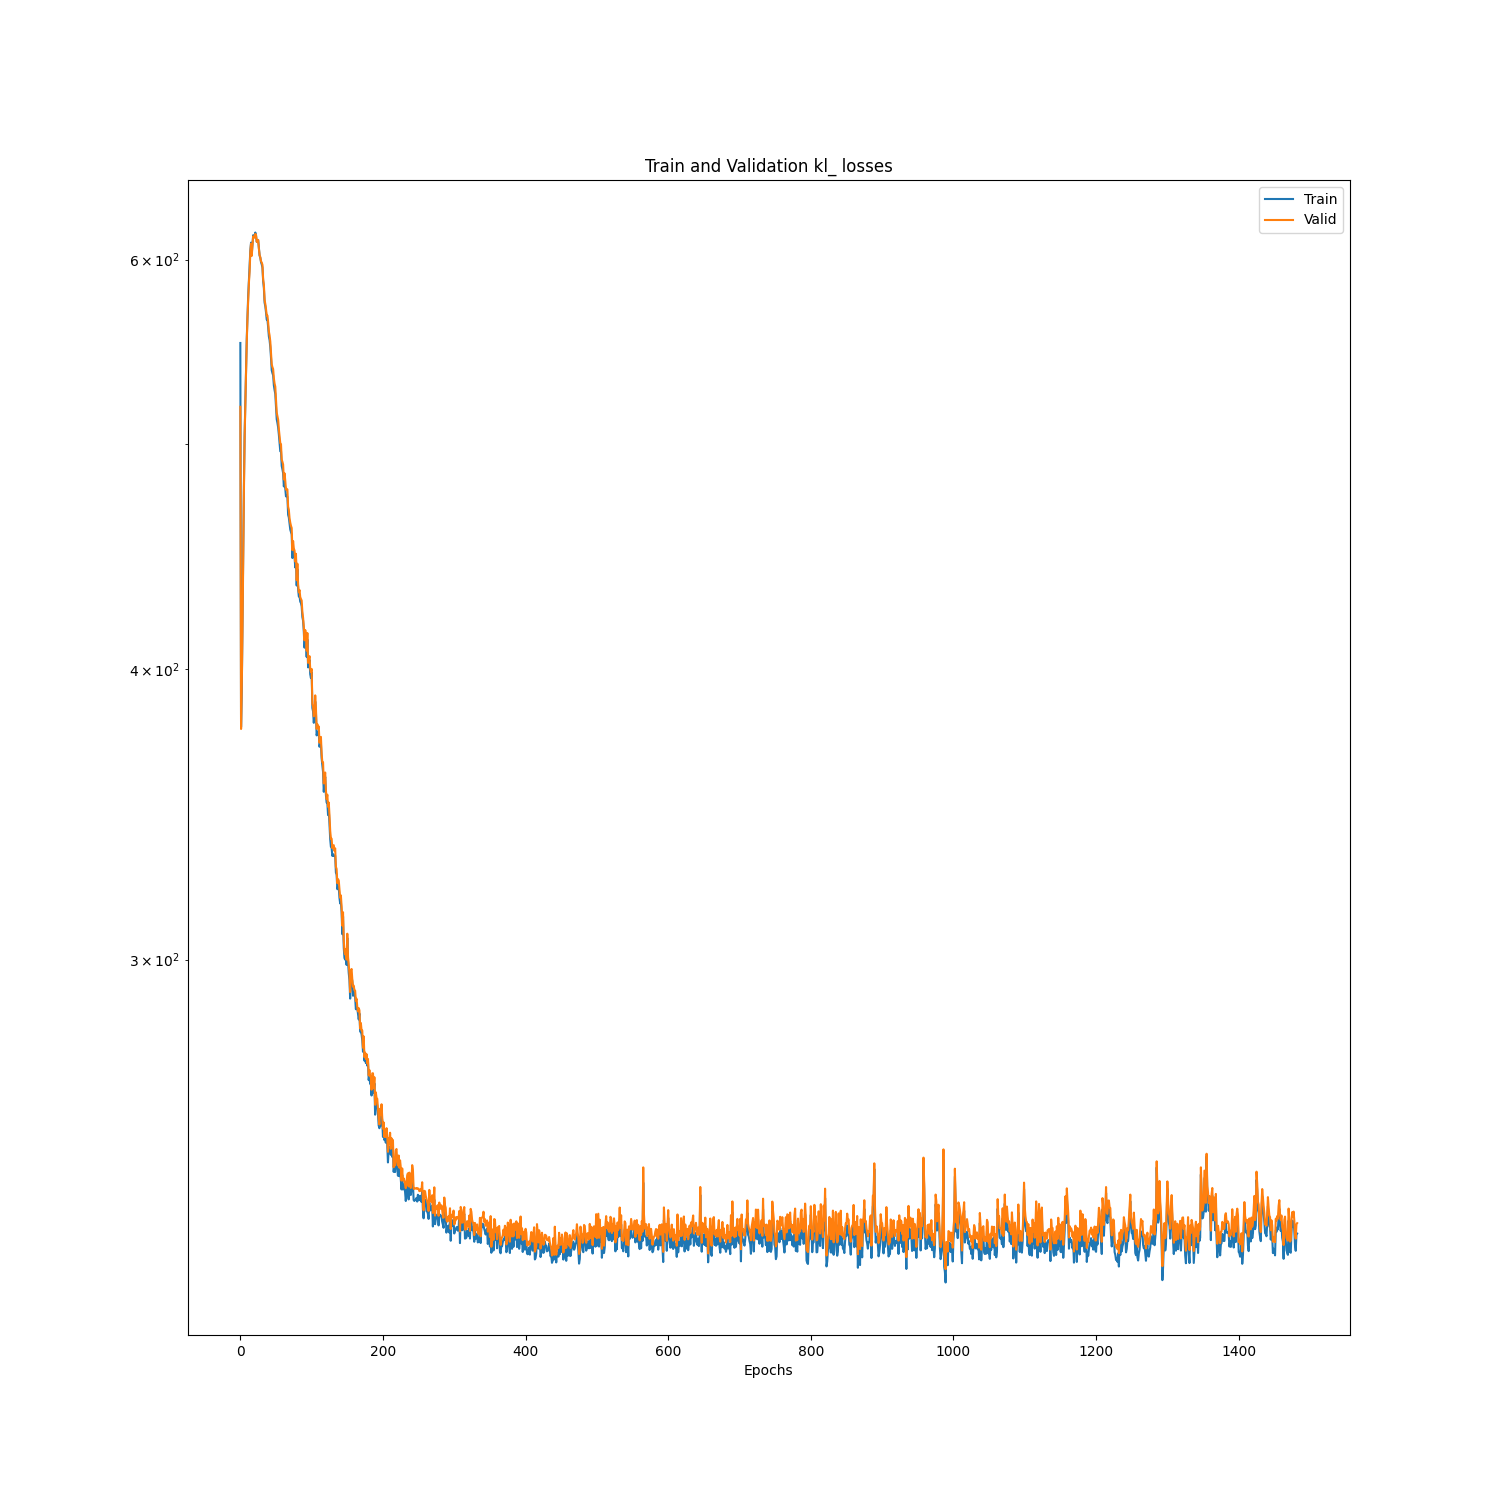 Train and Validation kl_ losses
Train
Valid
6 × 10²
4 × 10²
3 × 10²
0 200 400 600 800 1000 1200 1400
Epochs